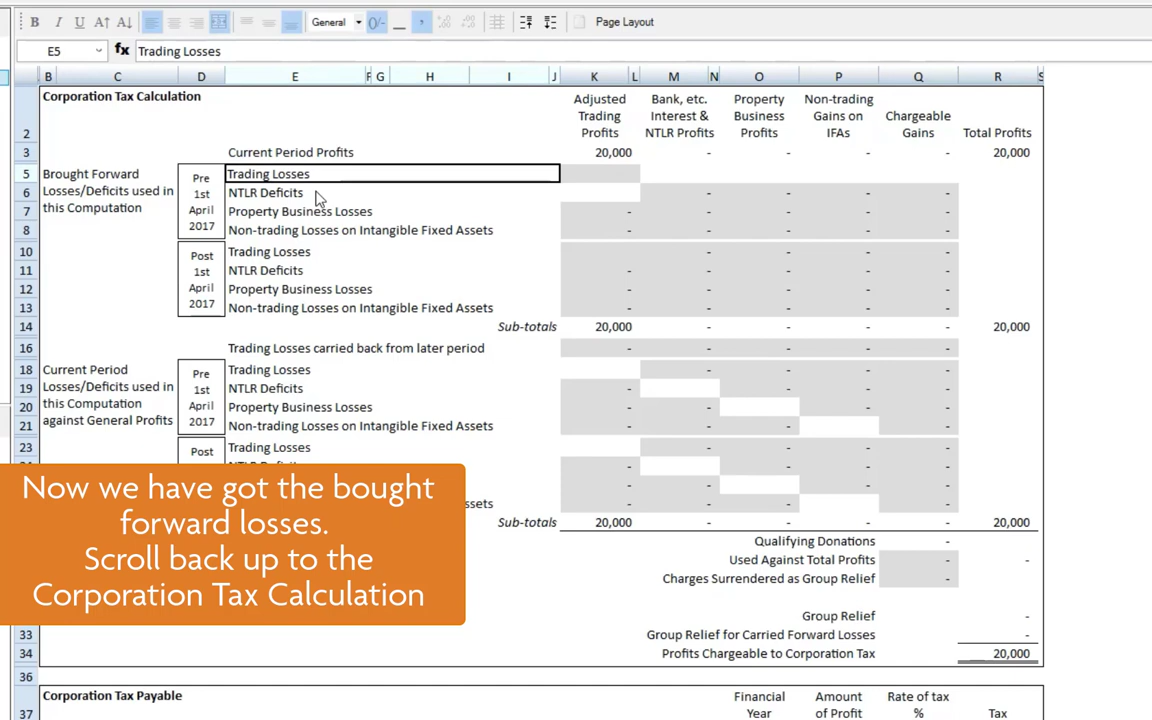 B I U General 0/- Page Layout
E5 fx Trading Losses
B C D E F G H I J K L M N O P Q R S
Corporation Tax Calculation
Adjusted Trading Profits
Bank, etc. Interest & NTLR Profits
Property Business Profits
Non-trading Gains on IFAs
Chargeable Gains
Total Profits
2
3 Current Period Profits 20,000 - - - - 20,000
Brought Forward Losses/Deficits used in this Computation
Pre 1st April 2017
5 Trading Losses
6 NTLR Deficits - - - -
7 Property Business Losses - - - - -
8 Non-trading Losses on Intangible Fixed Assets - - - - -
Post 1st April 2017
10 Trading Losses - - - -
11 NTLR Deficits - - - - -
12 Property Business Losses - - - - -
13 Non-trading Losses on Intangible Fixed Assets - - - - -
14 Sub-totals 20,000 - - - - 20,000
16 Trading Losses carried back from later period - - - - -
Current Period Losses/Deficits used in this Computation against General Profits
Pre 1st April 2017
18 Trading Losses - - - -
19 NTLR Deficits - - - -
20 Property Business Losses - - - -
21 Non-trading Losses on Intangible Fixed Assets - - - -
Post
23 Trading Losses - - - -
- - - -
- - - -
sets - - - -
Sub-totals 20,000 - - - - 20,000
Now we have got the bought
forward losses.
Scroll back up to the
Corporation Tax Calculation
Qualifying Donations -
Used Against Total Profits - -
Charges Surrendered as Group Relief -
Group Relief -
33 Group Relief for Carried Forward Losses -
34 Profits Chargeable to Corporation Tax 20,000
36
Corporation Tax Payable
37 Financial Year
Amount of Profit
Rate of tax %
Tax